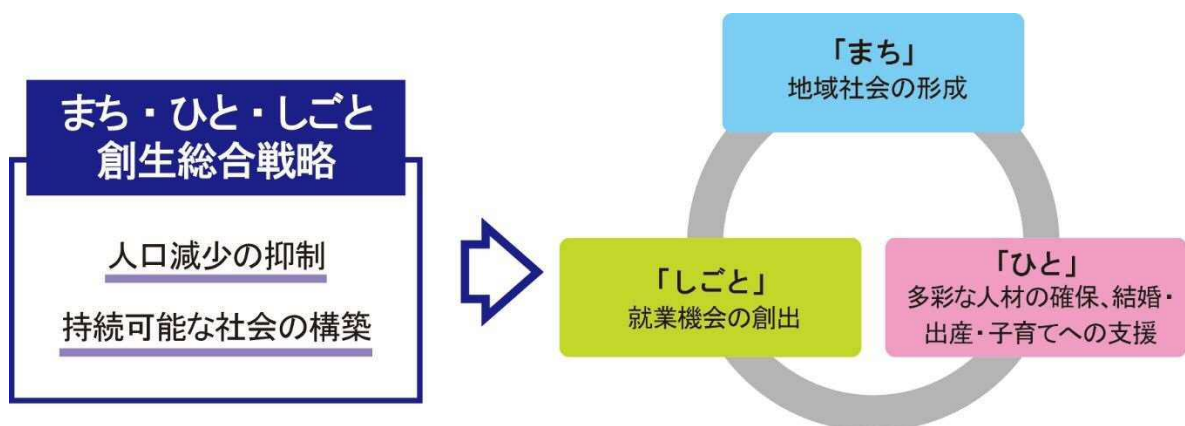 まち・ひと・しごと
創生総合戦略
人口減少の抑制
持続可能な社会の構築
「まち」
地域社会の形成
「しごと」
就業機会の創出
「ひと」
多彩な人材の確保、結婚・
出産・子育てへの支援